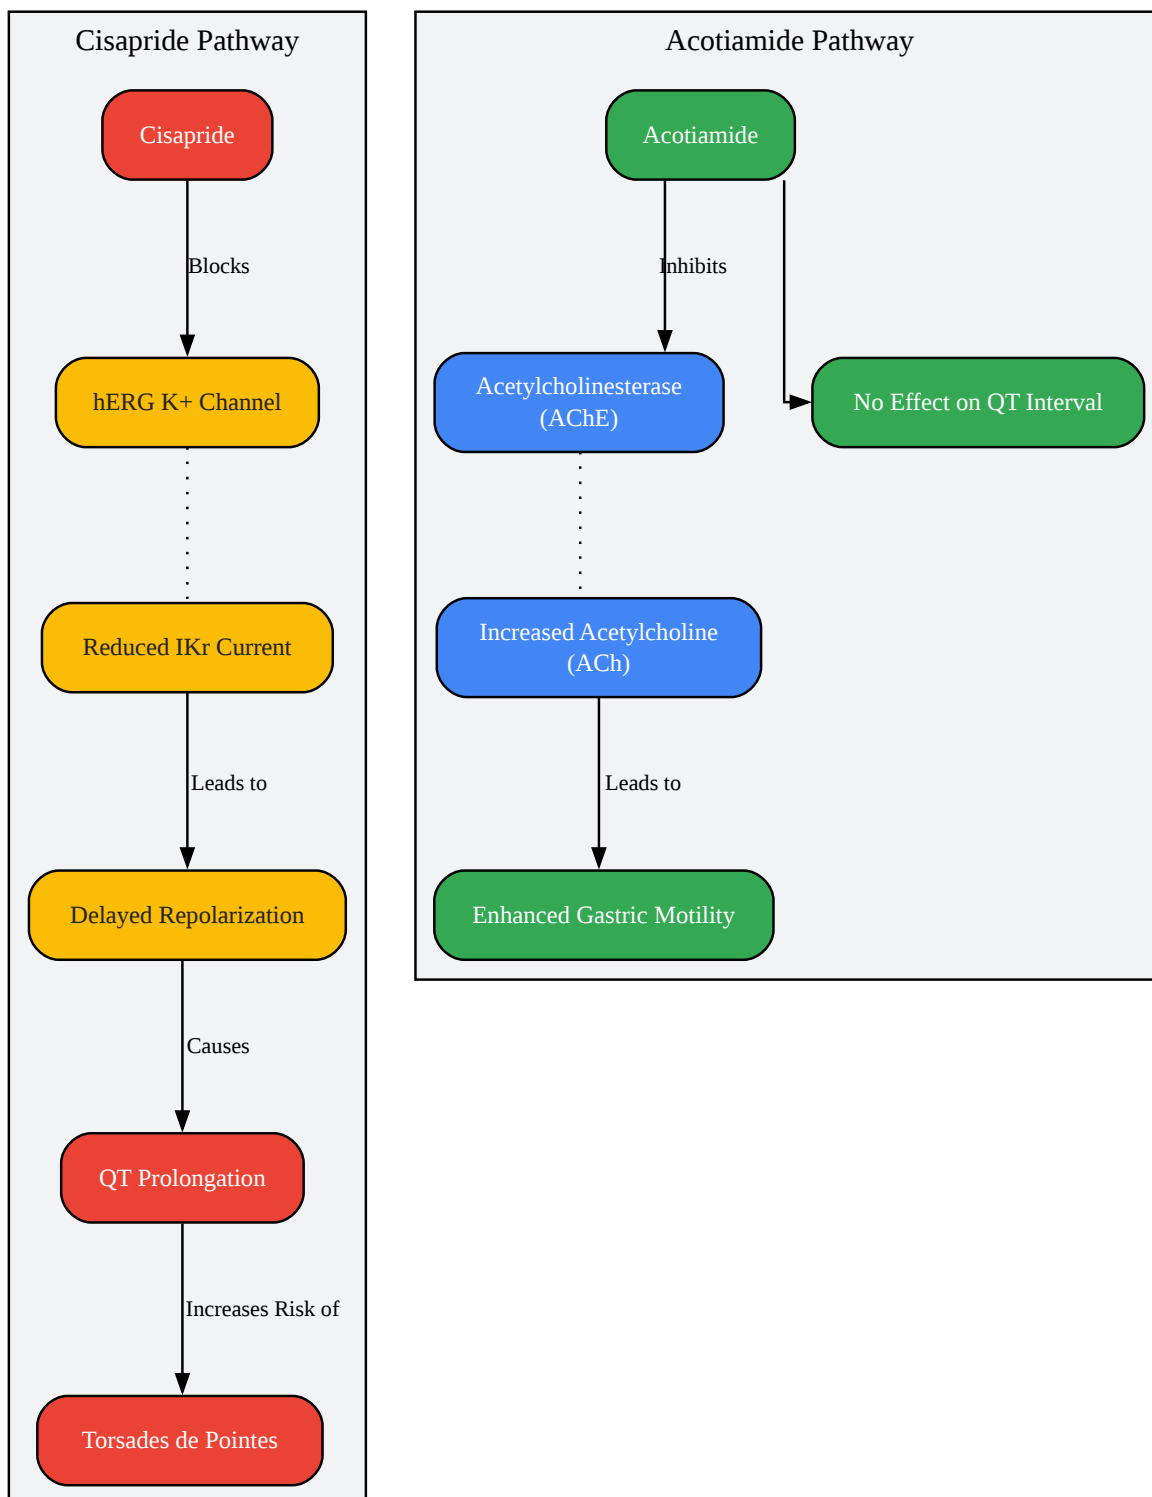 Cisapride Pathway
Cisapride
Blocks
hERG K+ Channel
Reduced IKr Current
Leads to
Delayed Repolarization
Causes
QT Prolongation
Increases Risk of
Torsades de Pointes
Acotiamide Pathway
Acotiamide
Inhibits
Acetylcholinesterase
(AChE)
No Effect on QT Interval
Increased Acetylcholine
(ACh)
Leads to
Enhanced Gastric Motility